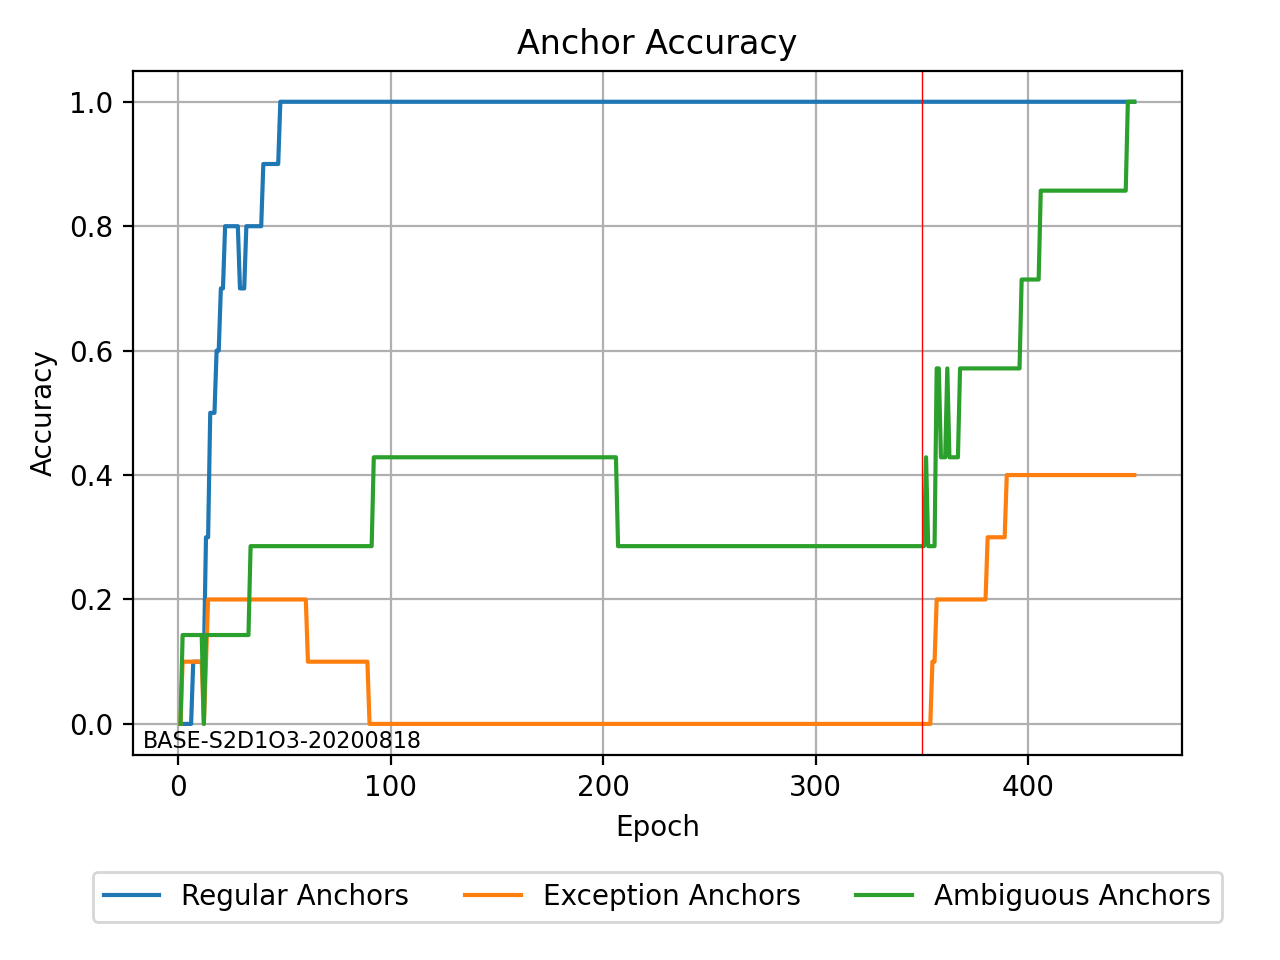 Anchor Accuracy
Accuracy
1.0
0.8
0.6
0.4
0.2
0.0
BASE-S2D1O3-20200818
0 100 200 300 400
Epoch
Regular Anchors Exception Anchors Ambiguous Anchors